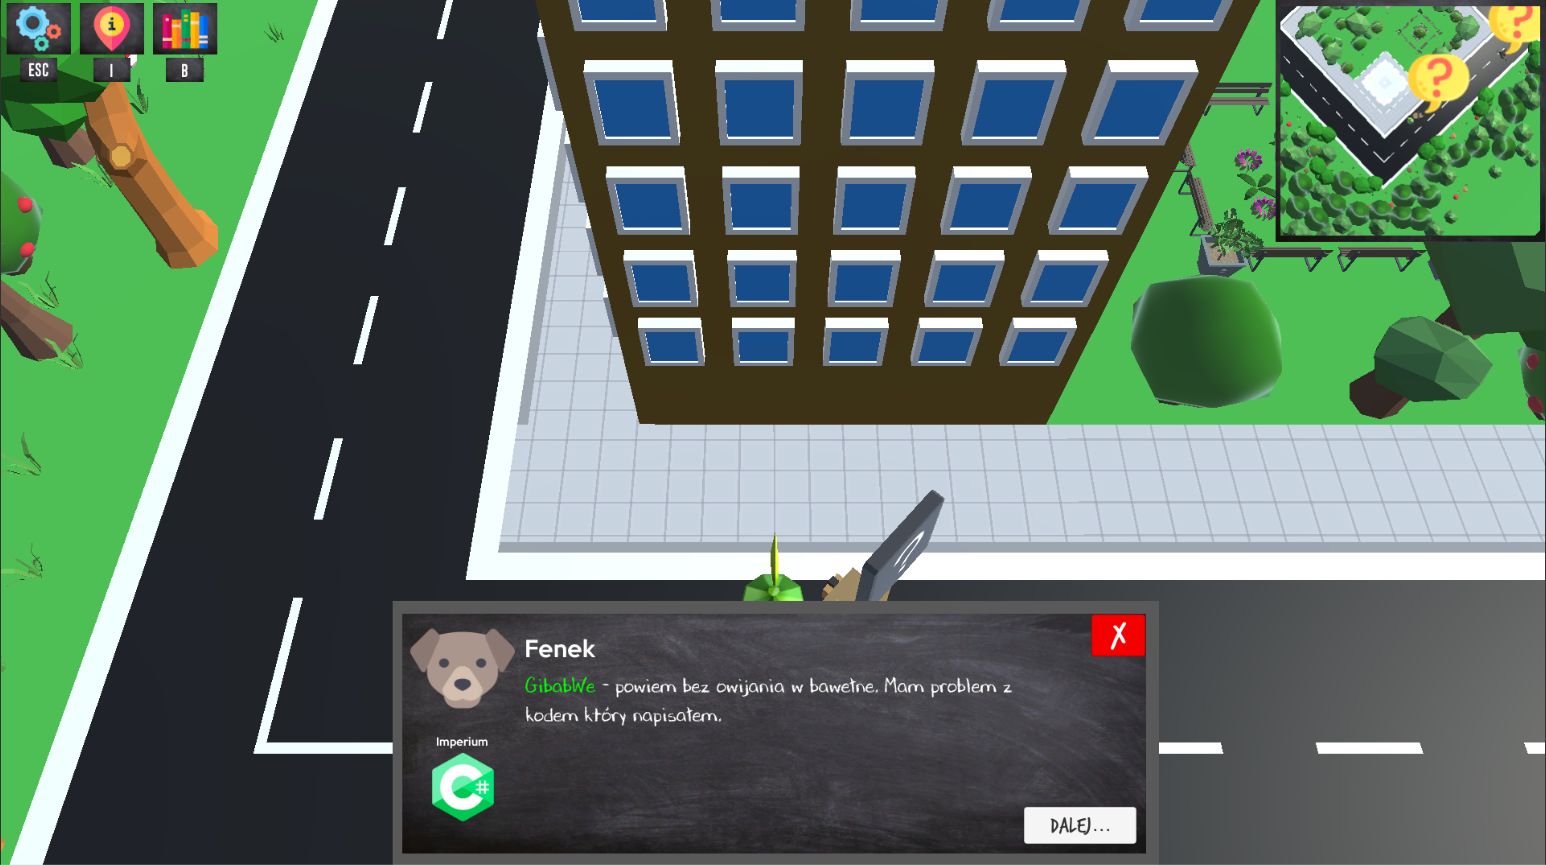 ESC
I
B
?
?
Fenek
X
GibabWe - powiem bez owijania w bawełnę. Mam problem z
kodem który napisałem.
Imperium
C#
DALEJ...